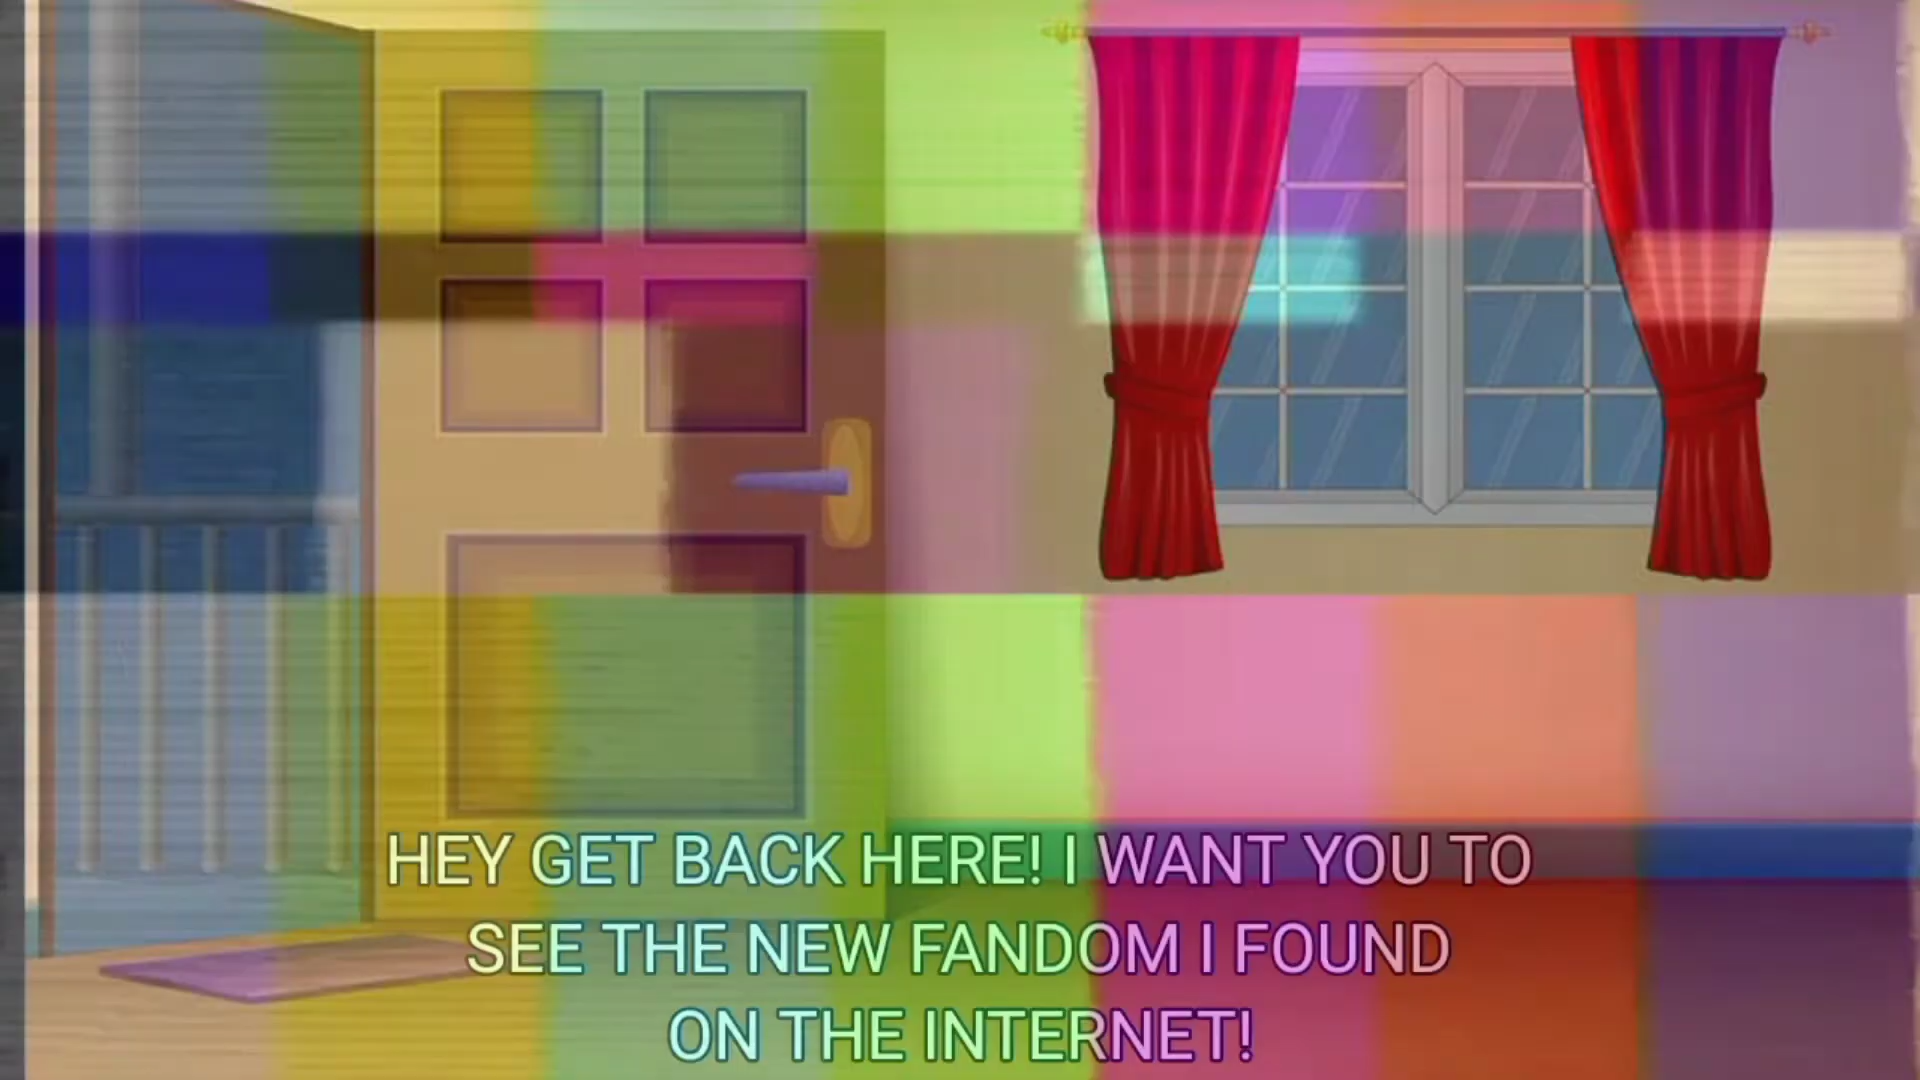 HEY GET BACK HERE! I WANT YOU TO
SEE THE NEW FANDOM I FOUND
ON THE INTERNET!